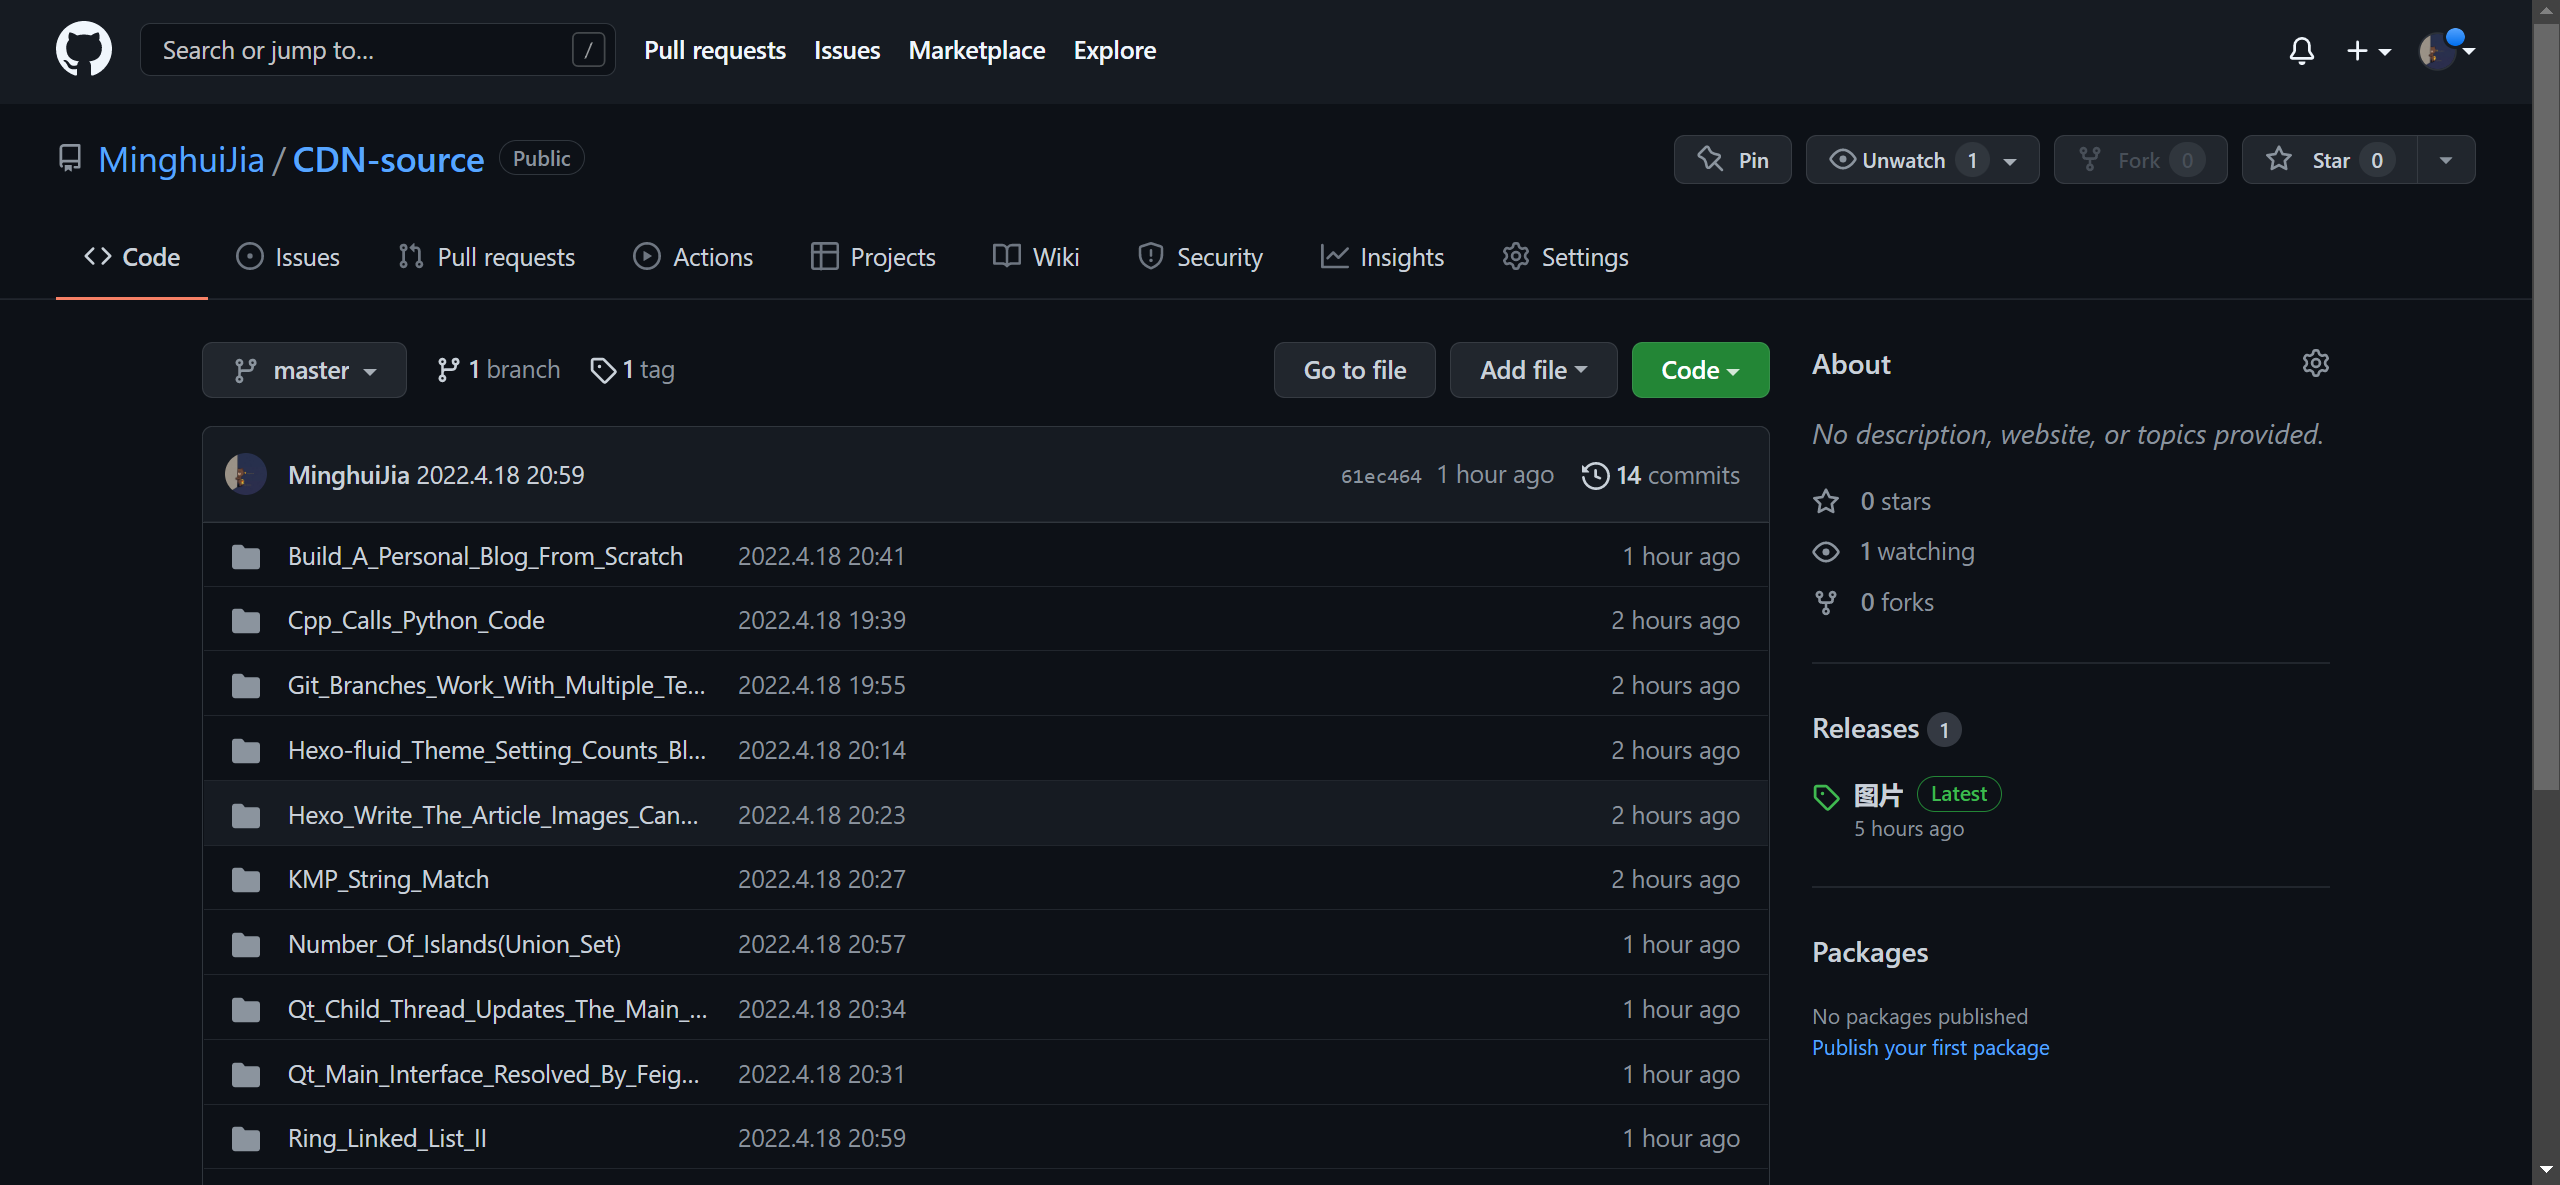 Search or jump to... / Pull requests Issues Marketplace Explore
MinghuiJia / CDN-source Public Pin Unwatch 1 Fork 0 Star 0
Code Issues Pull requests Actions Projects Wiki Security Insights Settings
master 1 branch 1 tag Go to file Add file Code
MinghuiJia 2022.4.18 20:59 61ec464 1 hour ago 14 commits
Build_A_Personal_Blog_From_Scratch 2022.4.18 20:41 1 hour ago
Cpp_Calls_Python_Code 2022.4.18 19:39 2 hours ago
Git_Branches_Work_With_Multiple_Te... 2022.4.18 19:55 2 hours ago
Hexo-fluid_Theme_Setting_Counts_Bl... 2022.4.18 20:14 2 hours ago
Hexo_Write_The_Article_Images_Can... 2022.4.18 20:23 2 hours ago
KMP_String_Match 2022.4.18 20:27 2 hours ago
Number_Of_Islands(Union_Set) 2022.4.18 20:57 1 hour ago
Qt_Child_Thread_Updates_The_Main_... 2022.4.18 20:34 1 hour ago
Qt_Main_Interface_Resolved_By_Feig... 2022.4.18 20:31 1 hour ago
Ring_Linked_List_II 2022.4.18 20:59 1 hour ago
About
No description, website, or topics provided.
0 stars
1 watching
0 forks
Releases 1
图片 Latest
5 hours ago
Packages
No packages published
Publish your first package